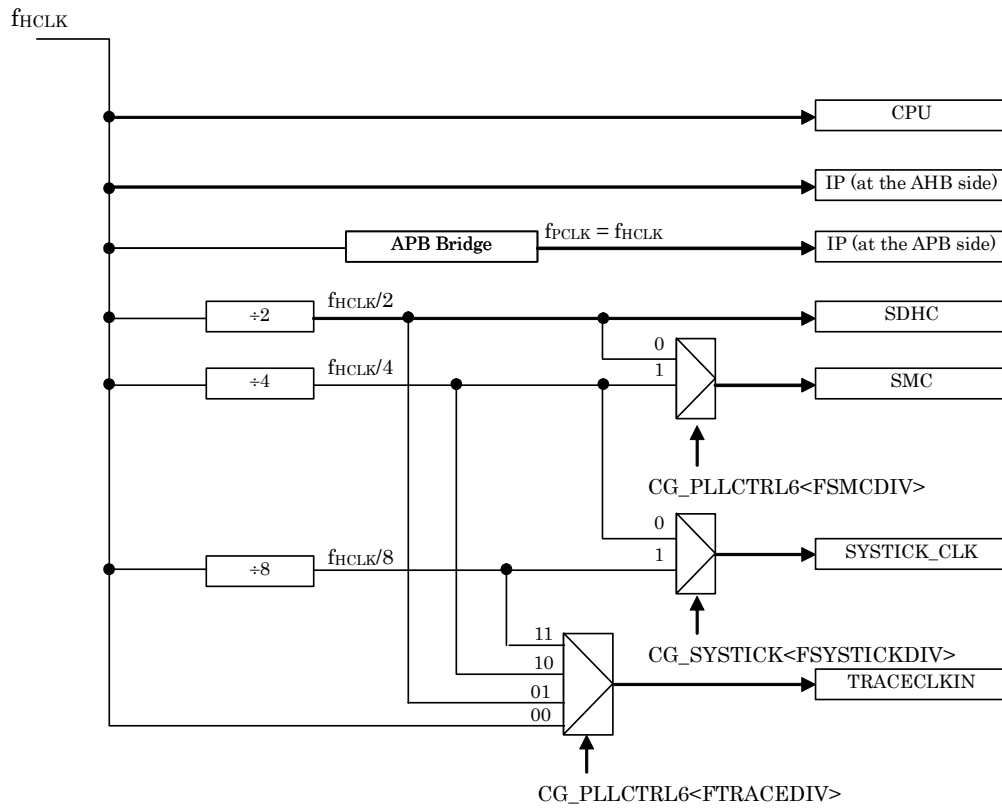 fHCLK
CPU
IP (at the AHB side)
APB Bridge
fPCLK = fHCLK
IP (at the APB side)
÷2
fHCLK/2
SDHC
0
1
÷4
fHCLK/4
SMC
CG_PLLCTRL6<FSMCDIV>
0
1
÷8
fHCLK/8
SYSTICK_CLK
CG_SYSTICK<FSYSTICKDIV>
11
10
01
00
TRACECLKIN
CG_PLLCTRL6<FTRACEDIV>